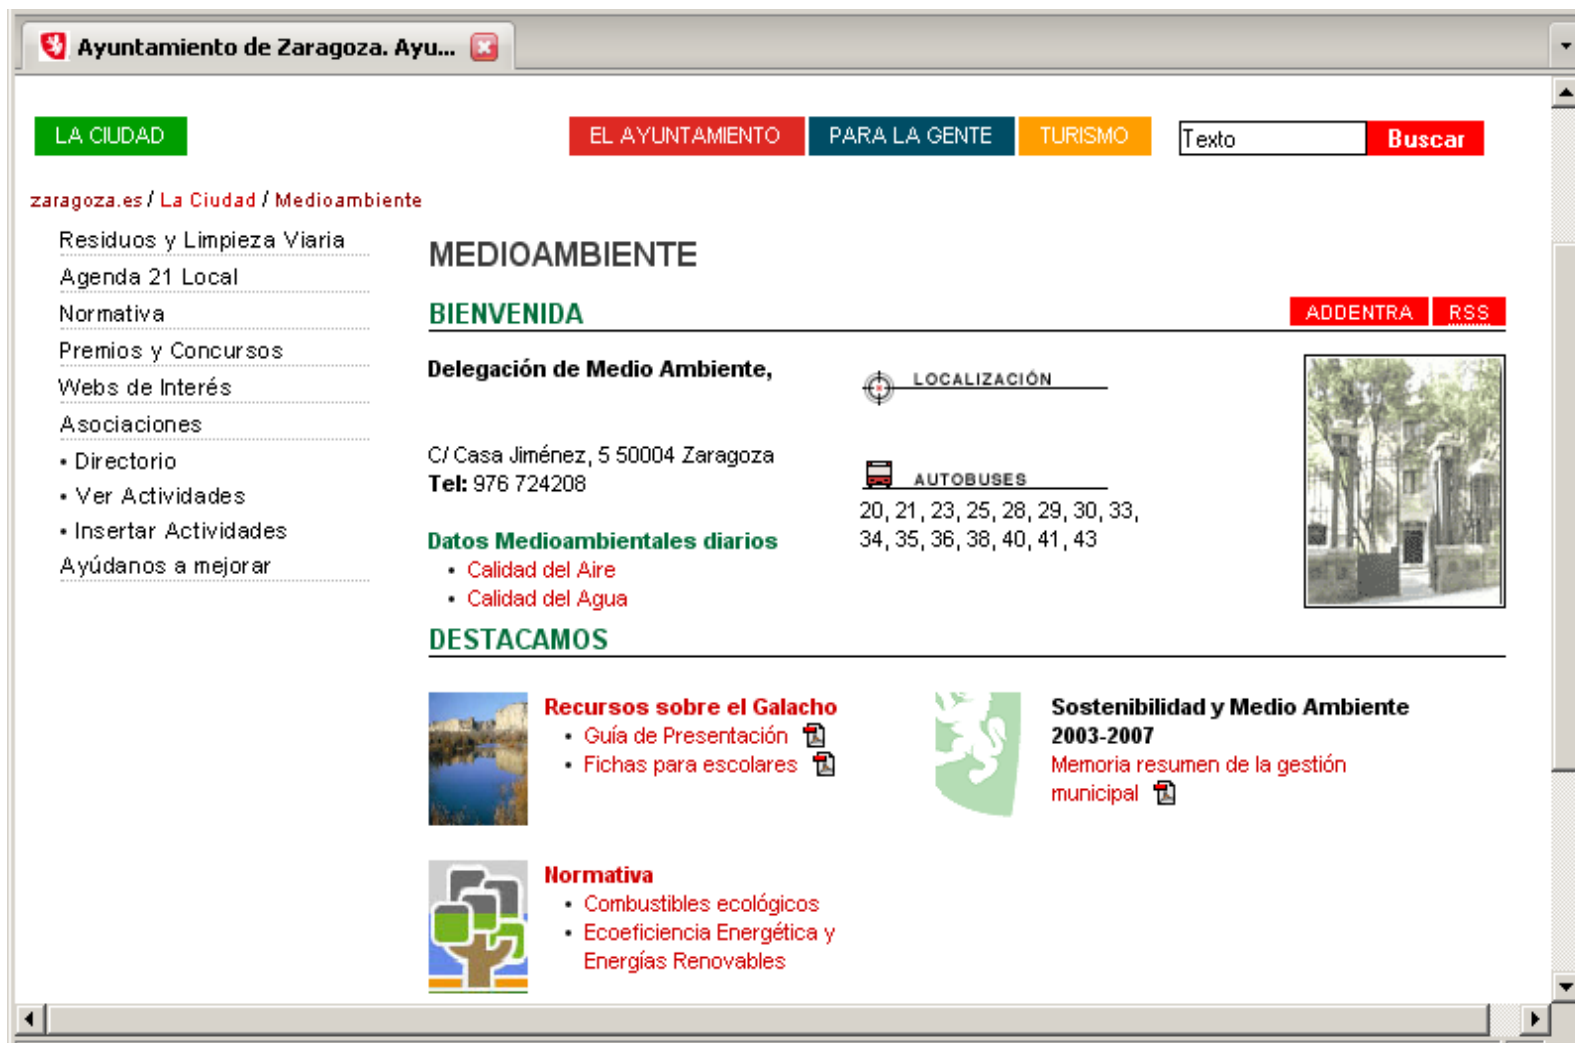 Ayuntamiento de Zaragoza. Ayu...
LA CIUDAD
EL AYUNTAMIENTO
PARA LA GENTE
TURISMO
Texto
Buscar
zaragoza.es / La Ciudad / Medioambiente
Residuos y Limpieza Viaria
Agenda 21 Local
Normativa
Premios y Concursos
Webs de Interés
Asociaciones
• Directorio
• Ver Actividades
• Insertar Actividades
Ayúdanos a mejorar
MEDIOAMBIENTE
BIENVENIDA
ADDENTRA
RSS
Delegación de Medio Ambiente,
C/ Casa Jiménez, 5 50004 Zaragoza
Tel: 976 724208
Datos Medioambientales diarios
• Calidad del Aire
• Calidad del Agua
LOCALIZACIÓN
AUTOBUSES
20, 21, 23, 25, 28, 29, 30, 33,
34, 35, 36, 38, 40, 41, 43
DESTACAMOS
Recursos sobre el Galacho
• Guía de Presentación
• Fichas para escolares
Sostenibilidad y Medio Ambiente
2003-2007
Memoria resumen de la gestión
municipal
Normativa
• Combustibles ecológicos
• Ecoeficiencia Energética y
Energías Renovables